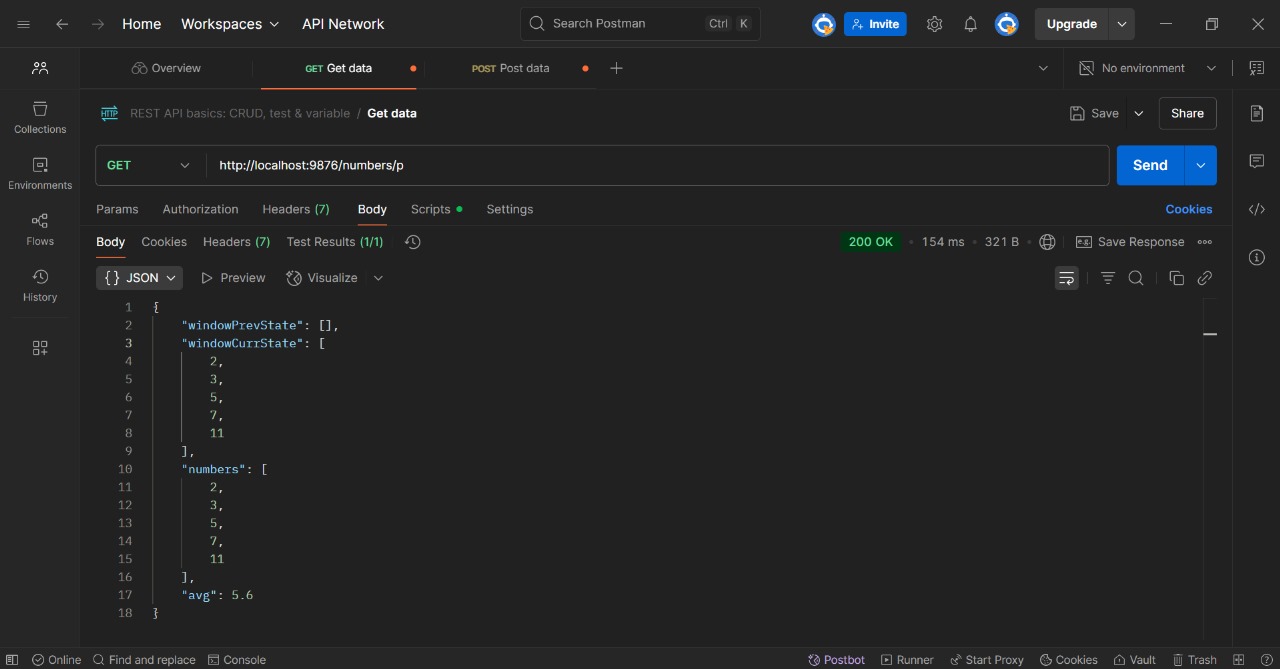 Home Workspaces API Network Search Postman Ctrl K Invite Upgrade
Overview GET Get data POST Post data No environment
REST API basics: CRUD, test & variable / Get data Save Share
GET http://localhost:9876/numbers/p Send
Params Authorization Headers (7) Body Scripts Settings Cookies
Body Cookies Headers (7) Test Results (1/1) 200 OK 154 ms 321 B e.g. Save Response
{ } JSON Preview Visualize
1 {
2 "windowPrevState": [],
3 "windowCurrState": [
4 2,
5 3,
6 5,
7 7,
8 11
9 ],
10 "numbers": [
11 2,
12 3,
13 5,
14 7,
15 11
16 ],
17 "avg": 5.6
18 }
Collections
Environments
Flows
History
Online Find and replace Console Postbot Runner Start Proxy Cookies Vault Trash